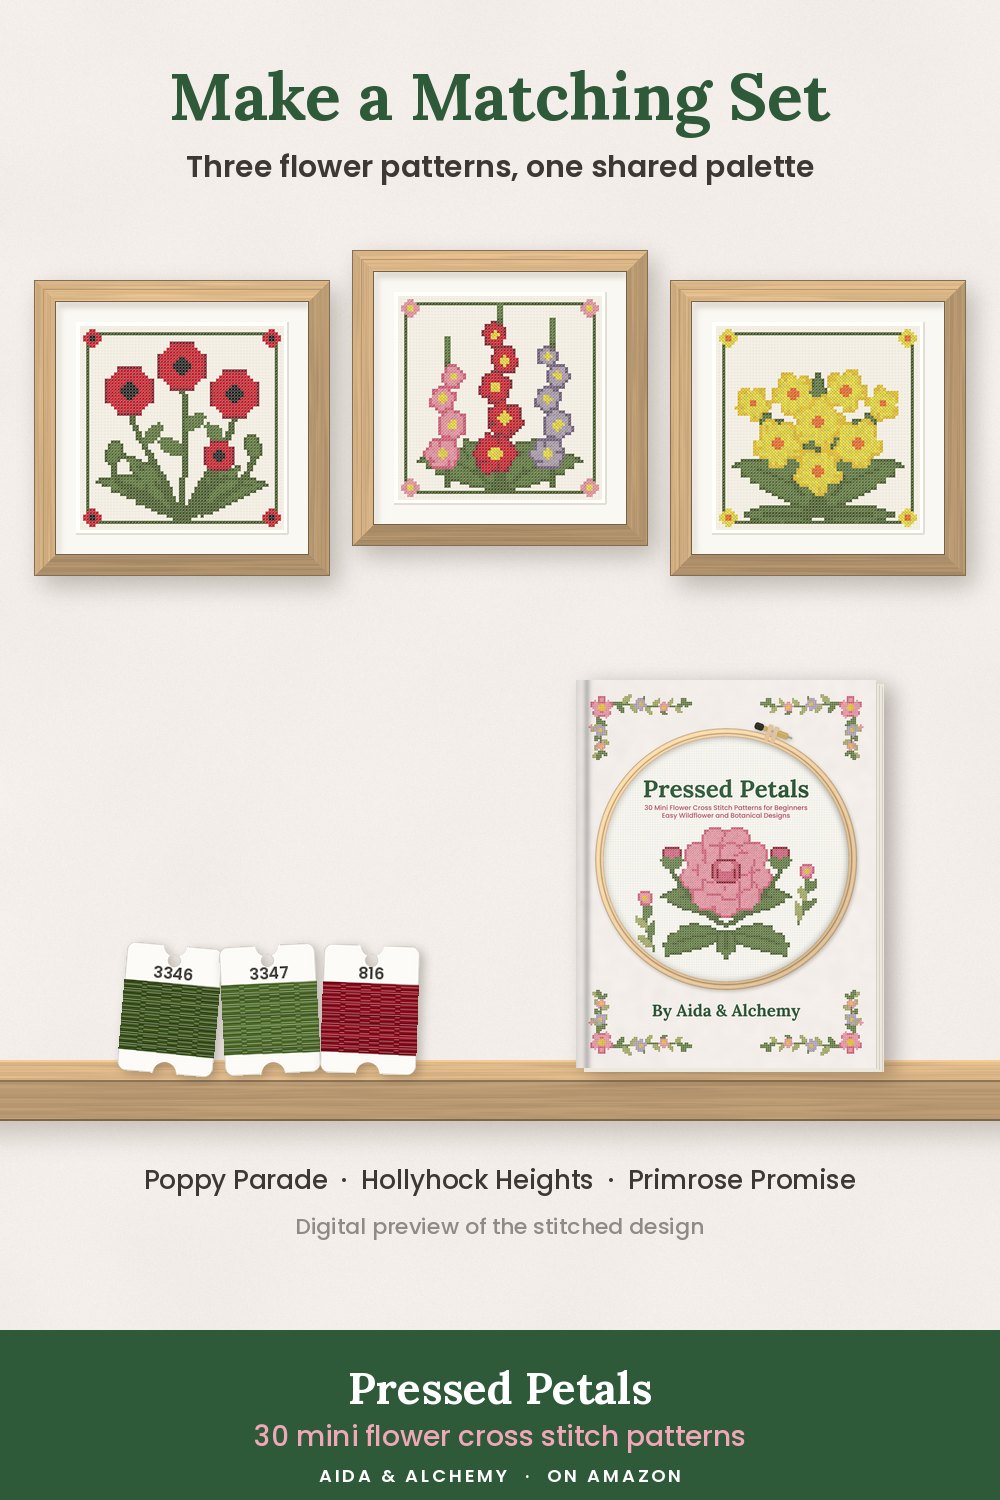 Make a Matching Set
Three flower patterns, one shared palette
Pressed Petals
30 Mini Flower Cross Stitch Patterns for Beginners
Easy Wildflower and Botanical Designs
By Aida & Alchemy
3346
3347
816
Poppy Parade · Hollyhock Heights · Primrose Promise
Digital preview of the stitched design
Pressed Petals
30 mini flower cross stitch patterns
AIDA & ALCHEMY · ON AMAZON